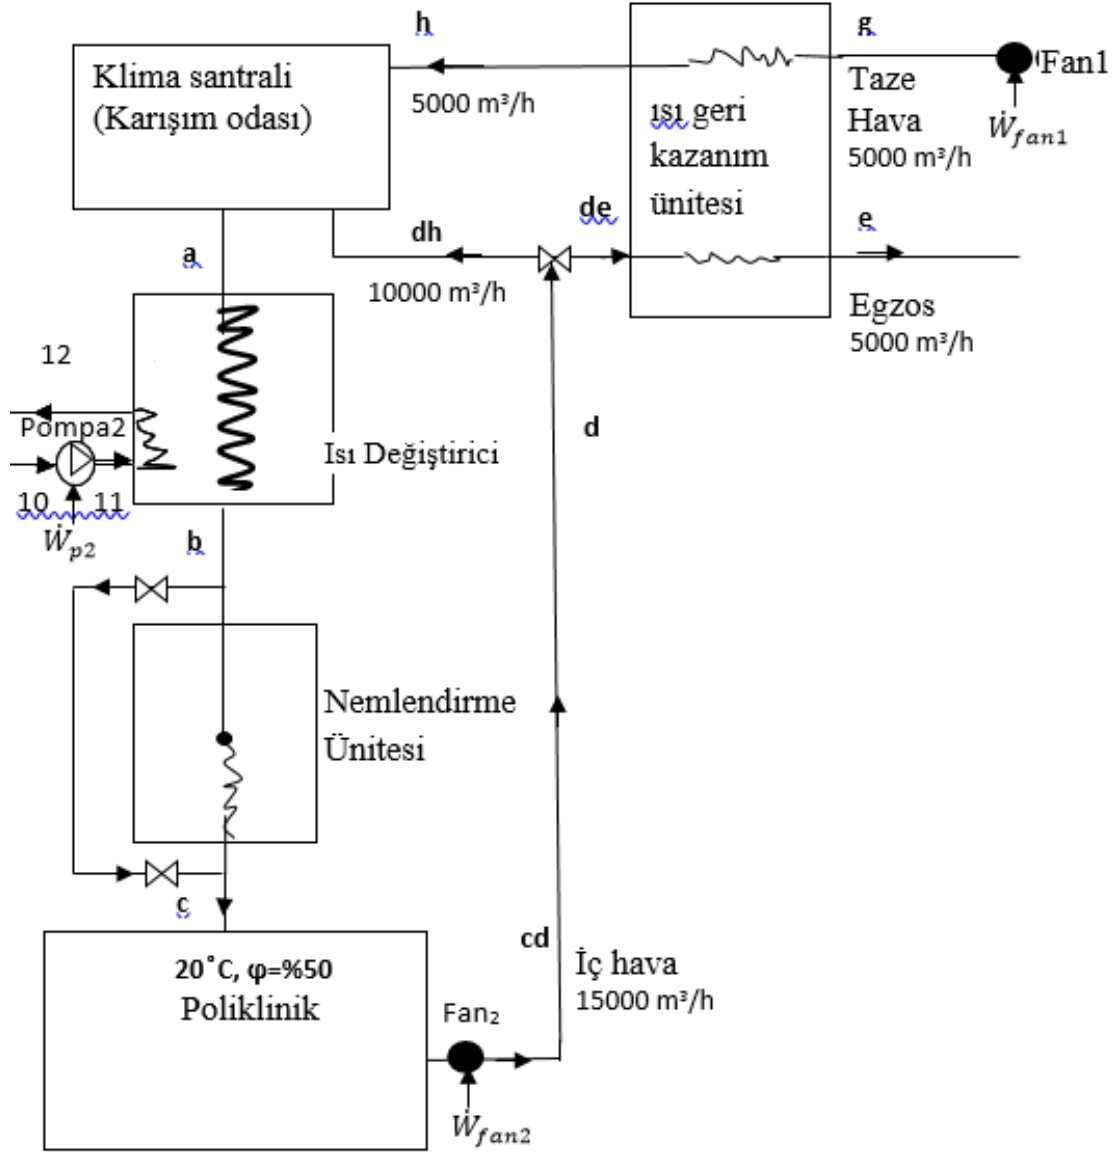 h
g
Fan1
Klima santrali
(Karışım odası)
5000 m³/h
Taze
Hava
5000 m³/h
Ẇfan1
ısı geri
kazanım
ünitesi
de
e
dh
a
10000 m³/h
Egzos
5000 m³/h
12
Pompa2
10 11
Ẇp2
Isı Değiştirici
d
b
Nemlendirme
Ünitesi
c
cd
20°C, φ=%50
Poliklinik
İç hava
15000 m³/h
Fan₂
Ẇfan2